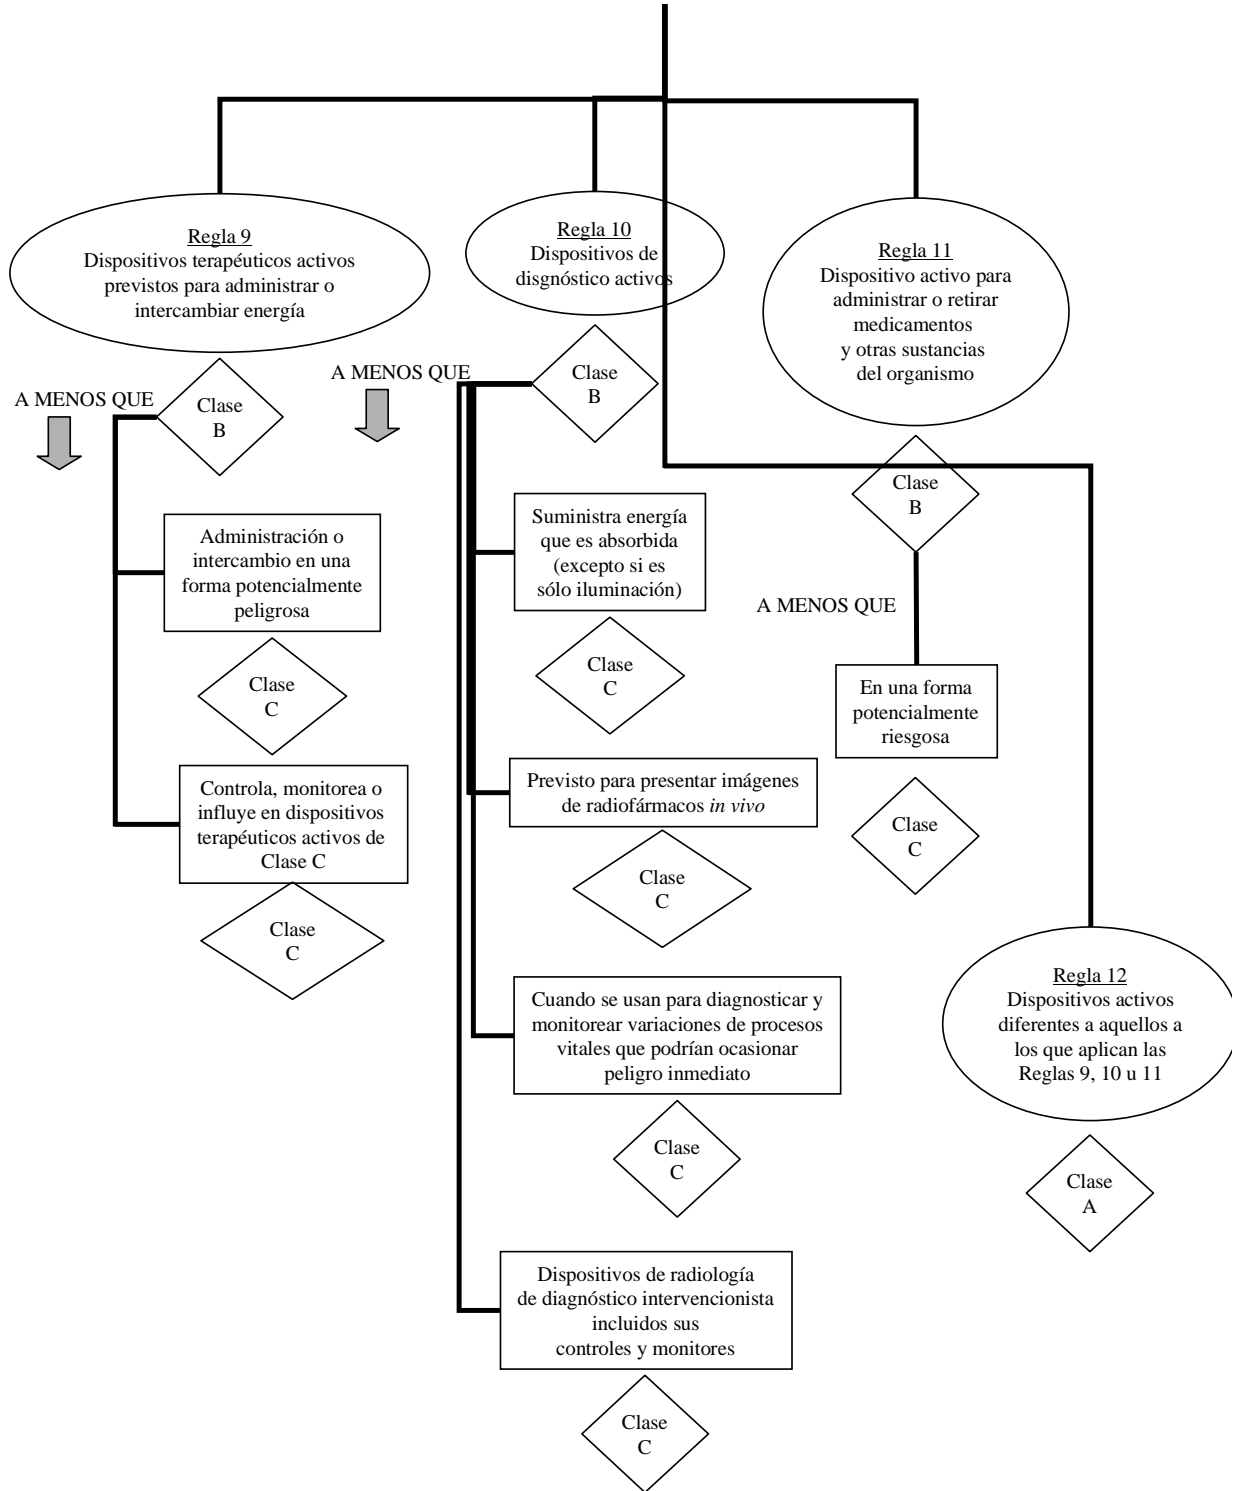 Regla 9
Dispositivos terapéuticos activos
previstos para administrar o
intercambiar energía
A MENOS QUE
Clase
B
Administración o
intercambio en una
forma potencialmente
peligrosa
Clase
C
Controla, monitorea o
influye en dispositivos
terapéuticos activos de
Clase C
Clase
C
Regla 10
Dispositivos de
disgnóstico activos
A MENOS QUE
Clase
B
Suministra energía
que es absorbida
(excepto si es
sólo iluminación)
Clase
C
Previsto para presentar imágenes
de radiofármacos in vivo
Clase
C
Cuando se usan para diagnosticar y
monitorear variaciones de procesos
vitales que podrían ocasionar
peligro inmediato
Clase
C
Dispositivos de radiología
de diagnóstico intervencionista
incluidos sus
controles y monitores
Clase
C
Regla 11
Dispositivo activo para
administrar o retirar
medicamentos
y otras sustancias
del organismo
Clase
B
A MENOS QUE
En una forma
potencialmente
riesgosa
Clase
C
Regla 12
Dispositivos activos
diferentes a aquellos a
los que aplican las
Reglas 9, 10 u 11
Clase
A